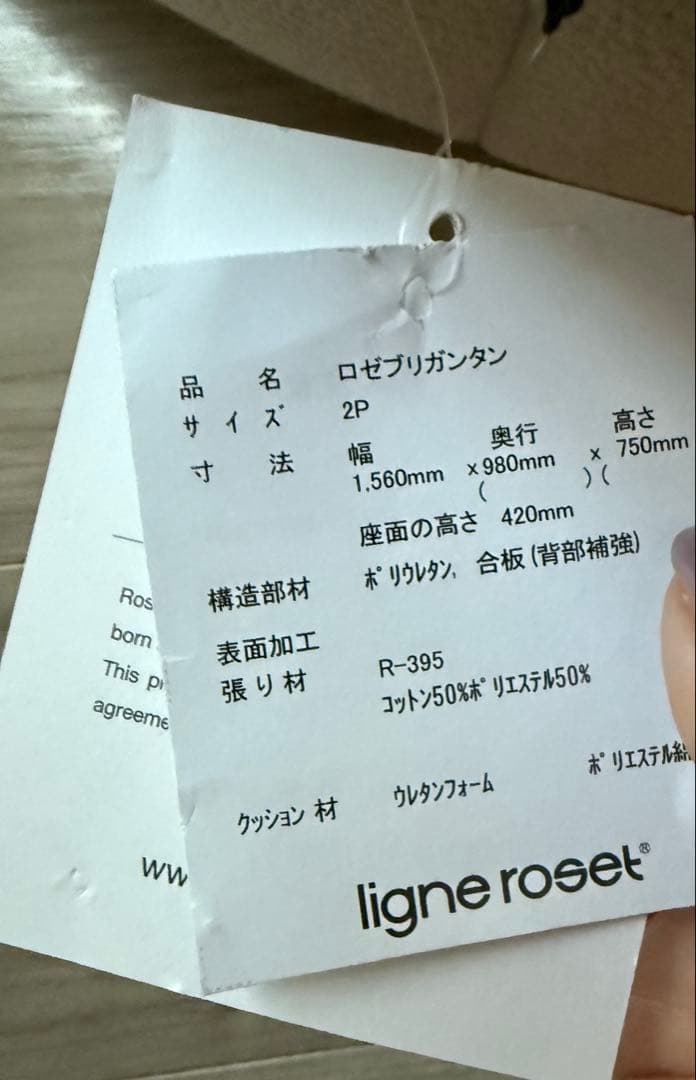 品名 ロゼブリガンタン
サイズ 2P
寸法 幅 奥行 高さ
1,560mm x 980mm x 750mm
( ) (
座面の高さ 420mm
構造部材 ポリウレタン, 合板(背部補強)
表面加工
張り材 R-395
コットン50%ポリエステル50%
クッション材 ウレタンフォーム ポリエステル綿
ligne roset®
Ros
born
This pr
agreeme
ww